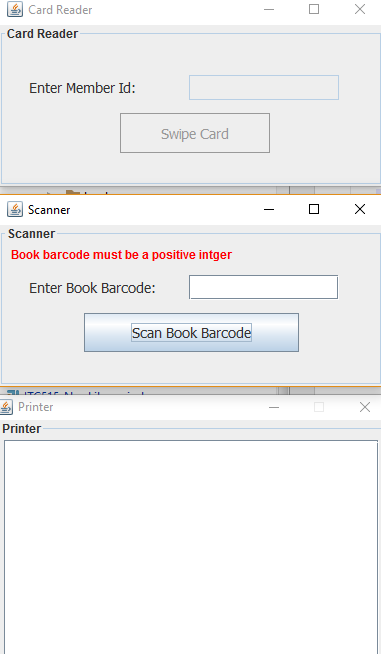 Card Reader
Card Reader
Enter Member Id:
Swipe Card
Scanner
Scanner
Book barcode must be a positive intger
Enter Book Barcode:
Scan Book Barcode
Printer
Printer